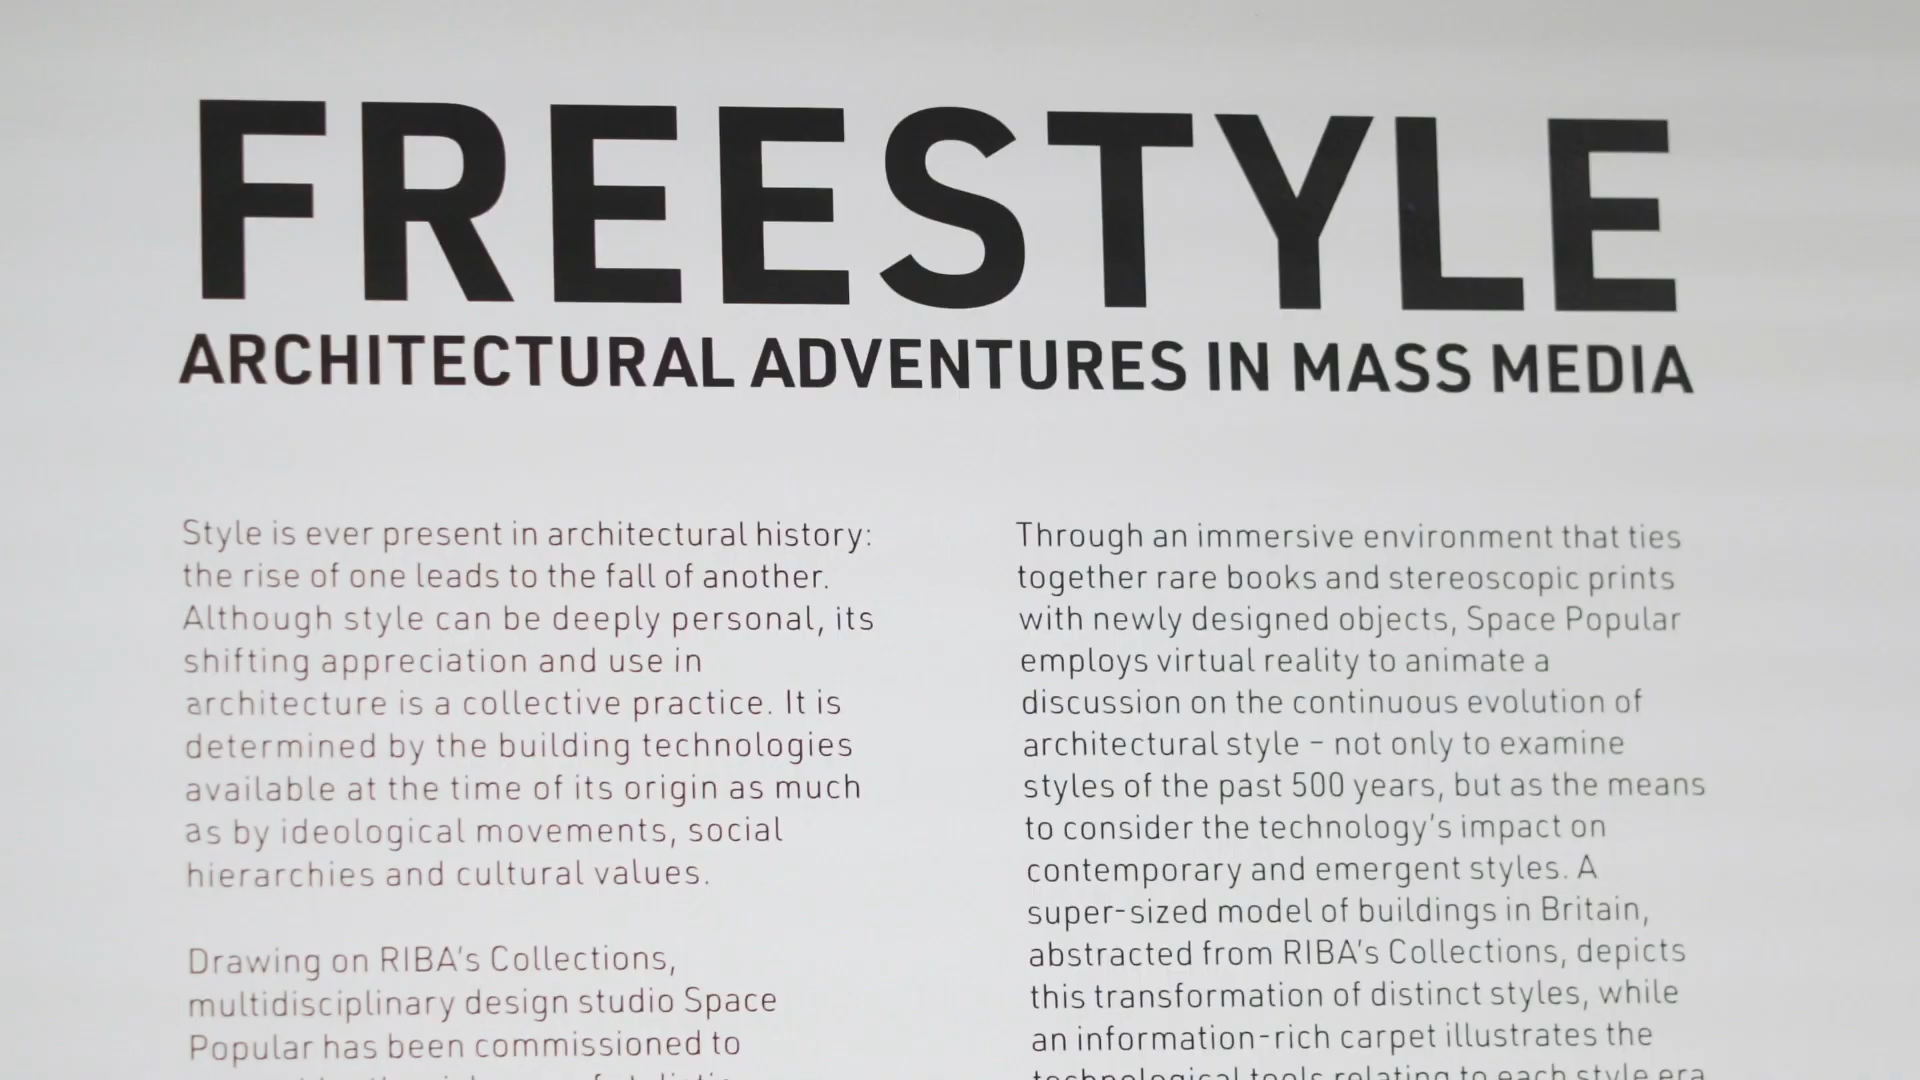 FREESTYLE
ARCHITECTURAL ADVENTURES IN MASS MEDIA
Style is ever present in architectural history:
the rise of one leads to the fall of another.
Although style can be deeply personal, its
shifting appreciation and use in
architecture is a collective practice. It is
determined by the building technologies
available at the time of its origin as much
as by ideological movements, social
hierarchies and cultural values.
Drawing on RIBA's Collections,
multidisciplinary design studio Space
Popular has been commissioned to
Through an immersive environment that ties
together rare books and stereoscopic prints
with newly designed objects, Space Popular
employs virtual reality to animate a
discussion on the continuous evolution of
architectural style – not only to examine
styles of the past 500 years, but as the means
to consider the technology's impact on
contemporary and emergent styles. A
super-sized model of buildings in Britain,
abstracted from RIBA's Collections, depicts
this transformation of distinct styles, while
an information-rich carpet illustrates the
technological tools relating to each style era